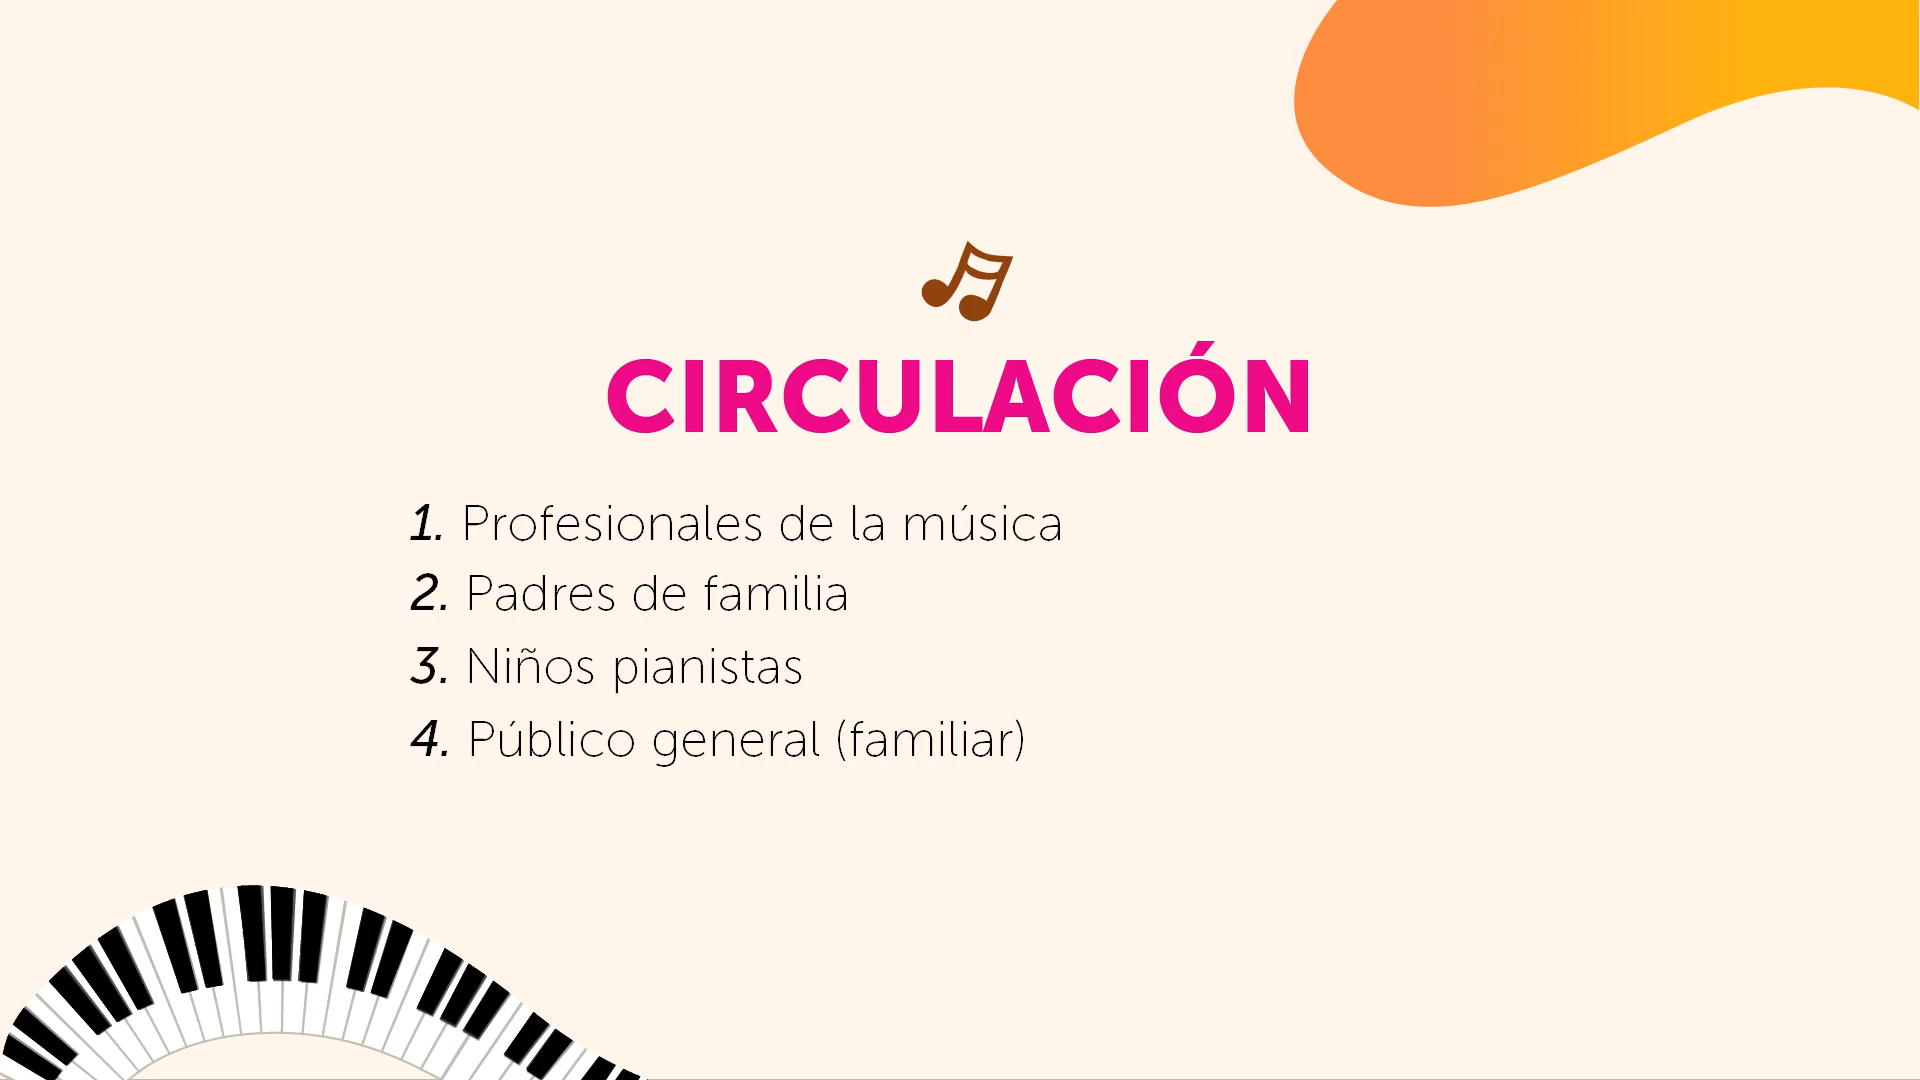 CIRCULACIÓN
1. Profesionales de la música
2. Padres de familia
3. Niños pianistas
4. Público general (familiar)